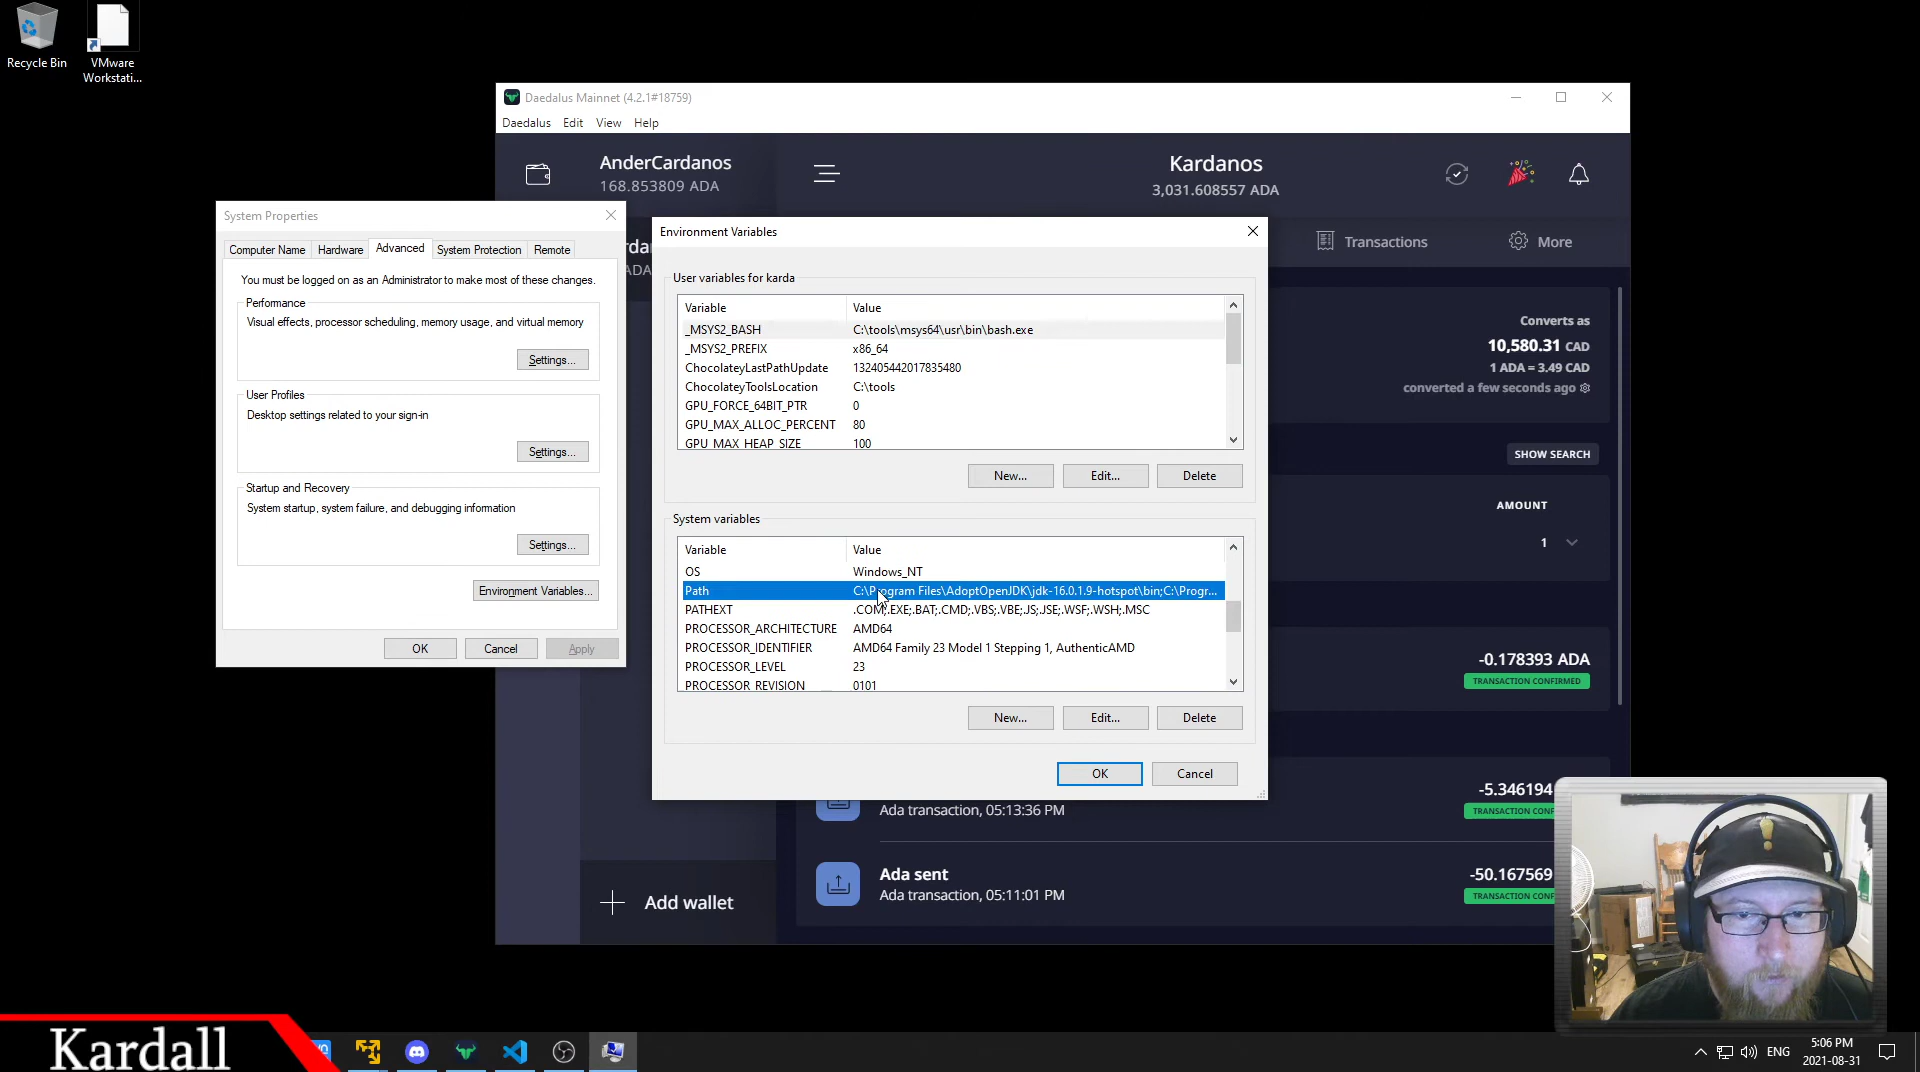 Recycle Bin
VMware
Workstati...
Daedalus Mainnet (4.2.1#18759)
Daedalus Edit View Help
AnderCardanos
168.853809 ADA
Kardanos
3,031.608557 ADA
ADA
Transactions
More
Converts as
10,580.31 CAD
1 ADA = 3.49 CAD
converted a few seconds ago
SHOW SEARCH
AMOUNT
1
-0.178393 ADA
TRANSACTION CONFIRMED
-5.346194
TRANSACTION CONF
Ada transaction, 05:13:36 PM
Ada sent
-50.167569
Ada transaction, 05:11:01 PM
TRANSACTION CONF
Add wallet
System Properties
Computer Name Hardware Advanced System Protection Remote
You must be logged on as an Administrator to make most of these changes.
Performance
Visual effects, processor scheduling, memory usage, and virtual memory
Settings...
User Profiles
Desktop settings related to your sign-in
Settings...
Startup and Recovery
System startup, system failure, and debugging information
Settings...
Environment Variables...
OK Cancel Apply
Environment Variables
User variables for karda
Variable Value
_MSYS2_BASH C:\tools\msys64\usr\bin\bash.exe
_MSYS2_PREFIX x86_64
ChocolateyLastPathUpdate 132405442017835480
ChocolateyToolsLocation C:\tools
GPU_FORCE_64BIT_PTR 0
GPU_MAX_ALLOC_PERCENT 80
GPU_MAX_HEAP_SIZE 100
New... Edit... Delete
System variables
Variable Value
OS Windows_NT
Path C:\Program Files\AdoptOpenJDK\jdk-16.0.1.9-hotspot\bin;C:\Progr...
PATHEXT .COM;.EXE;.BAT;.CMD;.VBS;.VBE;.JS;.JSE;.WSF;.WSH;.MSC
PROCESSOR_ARCHITECTURE AMD64
PROCESSOR_IDENTIFIER AMD64 Family 23 Model 1 Stepping 1, AuthenticAMD
PROCESSOR_LEVEL 23
PROCESSOR_REVISION 0101
New... Edit... Delete
OK Cancel
Kardall
ENG
5:06 PM
2021-08-31